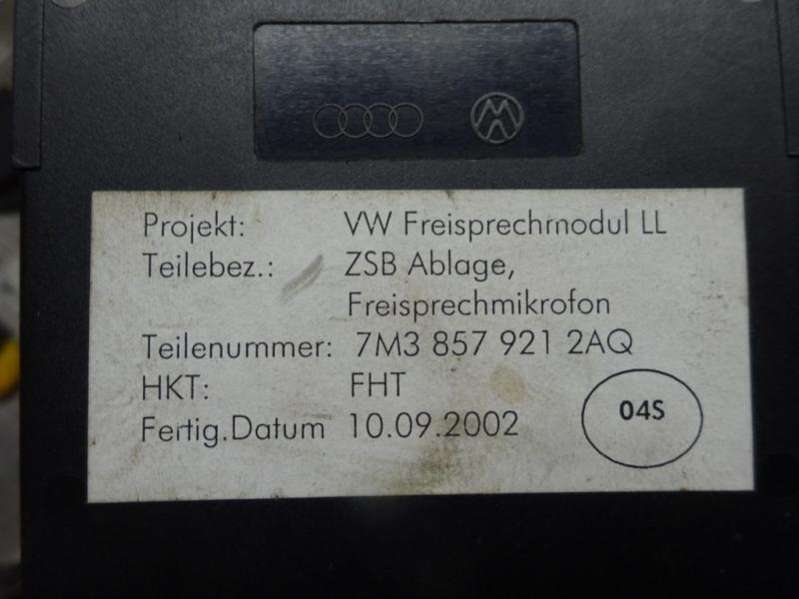 Projekt: VW Freisprechmodul LL
Teilebez.: ZSB Ablage,
Freisprechmikrofon
Teilenummer: 7M3 857 921 2AQ
HKT: FHT
Fertig.Datum 10.09.2002
04S